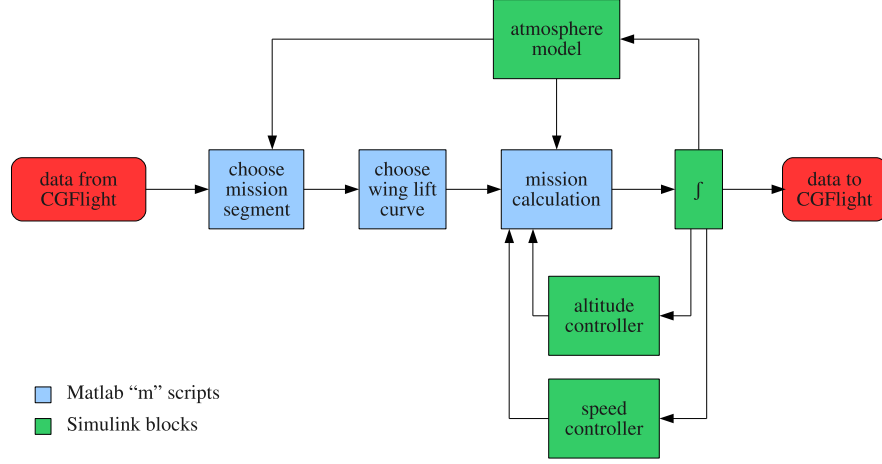 atmosphere
model
data from
CGFlight
choose
mission
segment
choose
wing lift
curve
mission
calculation
∫
data to
CGFlight
altitude
controller
speed
controller
Matlab “m” scripts
Simulink blocks